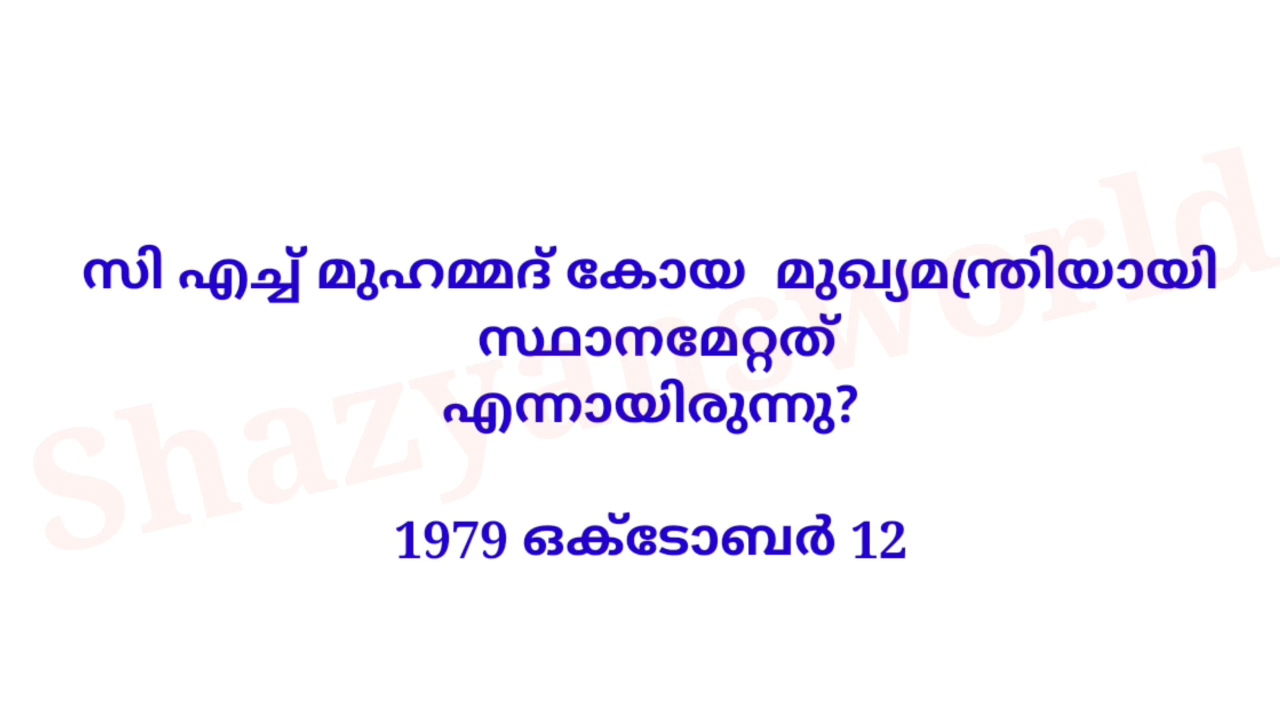 സി എച്ച് മുഹമ്മദ് കോയ മുഖ്യമന്ത്രിയായി
സ്ഥാനമേറ്റത്
എന്നായിരുന്നു?
1979 ഒക്ടോബർ 12
Shazyansworld